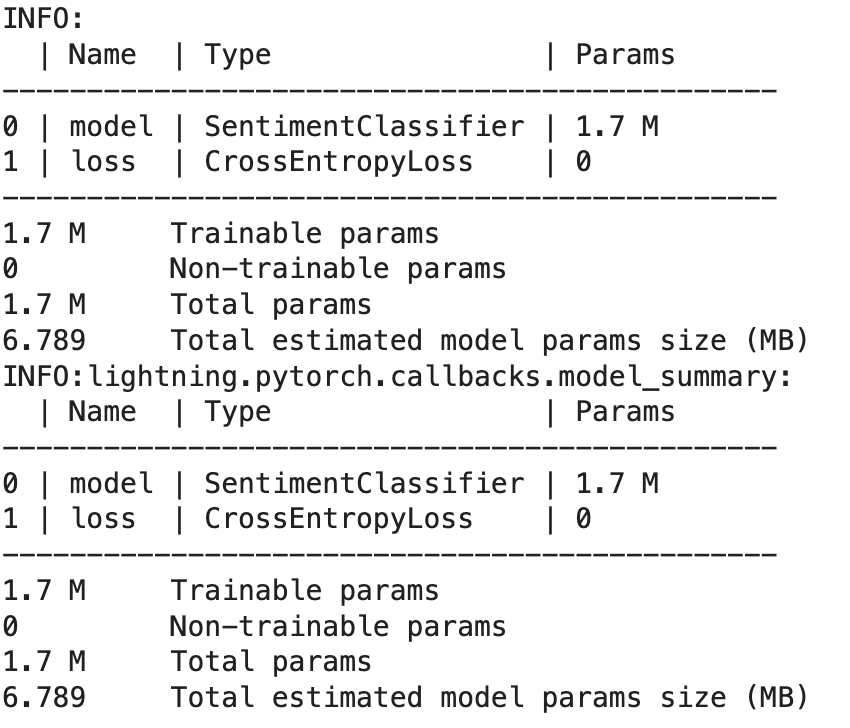 INFO:
  | Name  | Type                | Params
----------------------------------------------
0 | model | SentimentClassifier | 1.7 M
1 | loss  | CrossEntropyLoss    | 0
----------------------------------------------
1.7 M     Trainable params
0         Non-trainable params
1.7 M     Total params
6.789     Total estimated model params size (MB)
INFO:lightning.pytorch.callbacks.model_summary:
  | Name  | Type                | Params
----------------------------------------------
0 | model | SentimentClassifier | 1.7 M
1 | loss  | CrossEntropyLoss    | 0
----------------------------------------------
1.7 M     Trainable params
0         Non-trainable params
1.7 M     Total params
6.789     Total estimated model params size (MB)